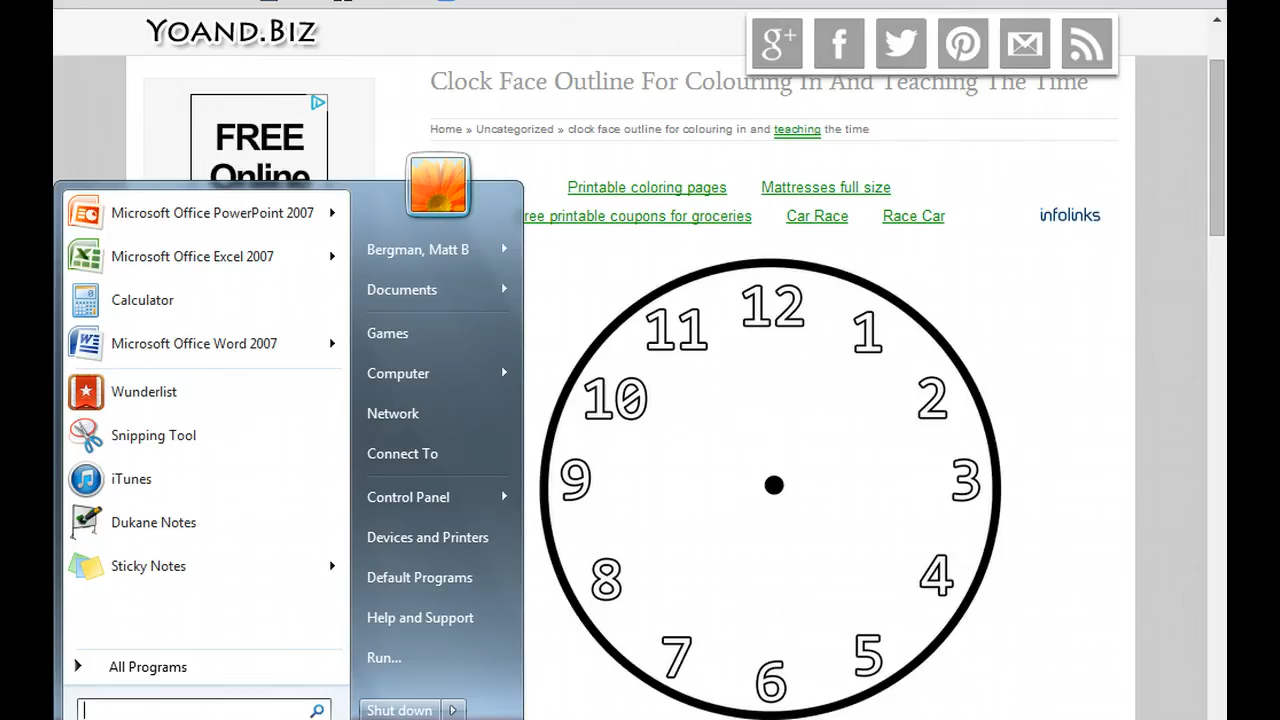 Yoand.Biz
g+
Clock Face Outline For Colouring In And Teaching The Time
Home » Uncategorized » clock face outline for colouring in and teaching the time
FREE
Online
Printable coloring pages
Mattresses full size
ree printable coupons for groceries
Car Race
Race Car
infolinks
Microsoft Office PowerPoint 2007
Microsoft Office Excel 2007
Calculator
Microsoft Office Word 2007
Wunderlist
Snipping Tool
iTunes
Dukane Notes
Sticky Notes
All Programs
Bergman, Matt B
Documents
Games
Computer
Network
Connect To
Control Panel
Devices and Printers
Default Programs
Help and Support
Run...
Shut down
12
11
1
10
2
9
3
8
4
7
5
6